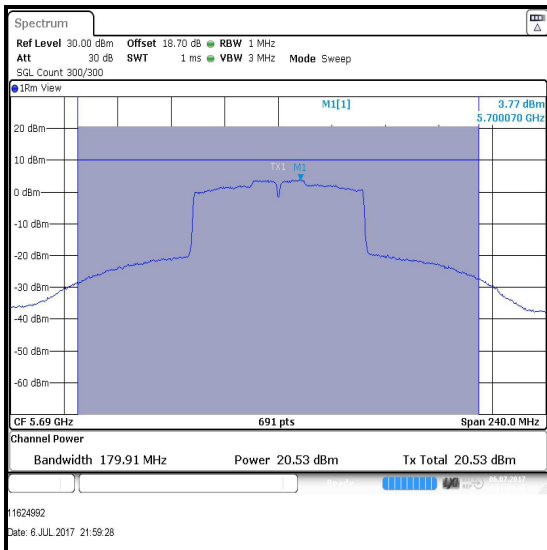 Spectrum
Ref Level 30.00 dBm Offset 18.70 dB RBW 1 MHz
Att 30 dB SWT 1 ms VBW 3 MHz Mode Sweep
SGL Count 300/300
1Rm View
M1[1] 3.77 dBm
5.700070 GHz
20 dBm
10 dBm
TX1 M1
0 dBm
-10 dBm
-20 dBm
-30 dBm
-40 dBm
-50 dBm
-60 dBm
CF 5.69 GHz 691 pts Span 240.0 MHz
Channel Power
Bandwidth 179.91 MHz Power 20.53 dBm Tx Total 20.53 dBm
Ready 06.07.2017
11624992
Date: 6.JUL.2017 21:59:28